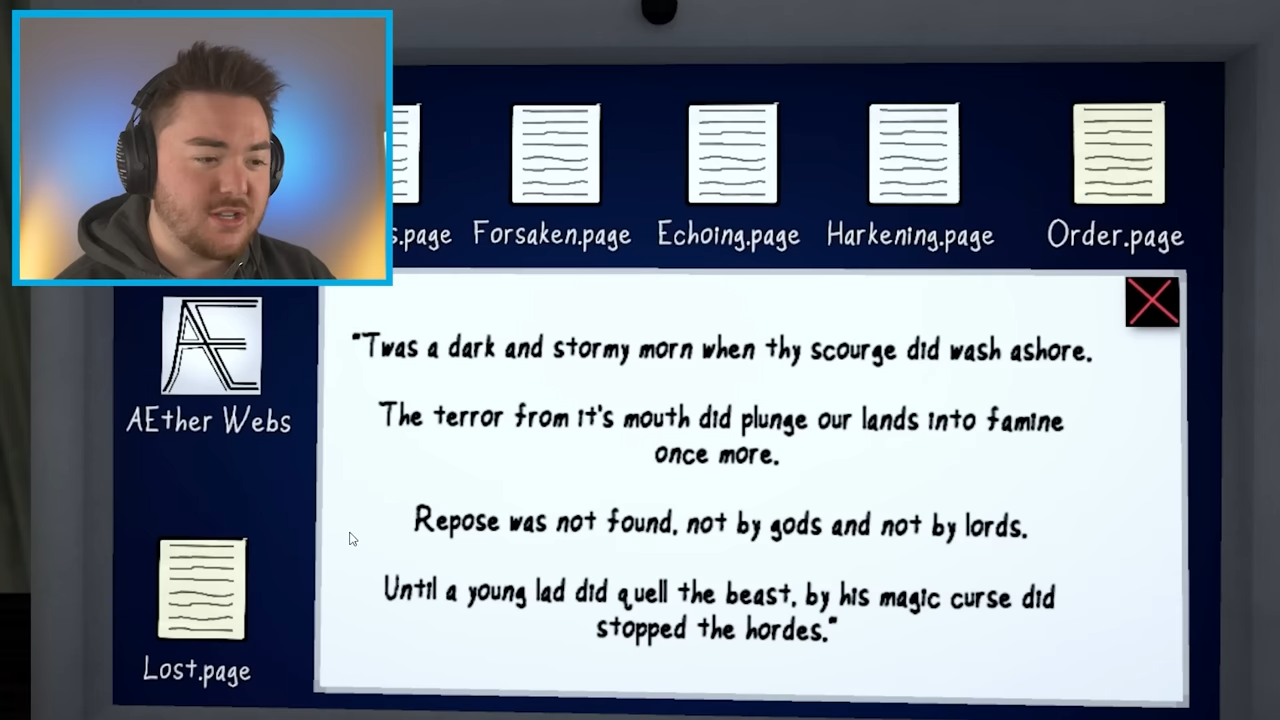 s.page
Forsaken.page
Echoing.page
Harkening.page
Order.page
"Twas a dark and stormy morn when thy scourge did wash ashore.
The terror from it's mouth did plunge our lands into famine
once more.
Repose was not found, not by gods and not by lords.
Until a young lad did quell the beast, by his magic curse did
stopped the hordes."
Æ
AEther Webs
Lost.page